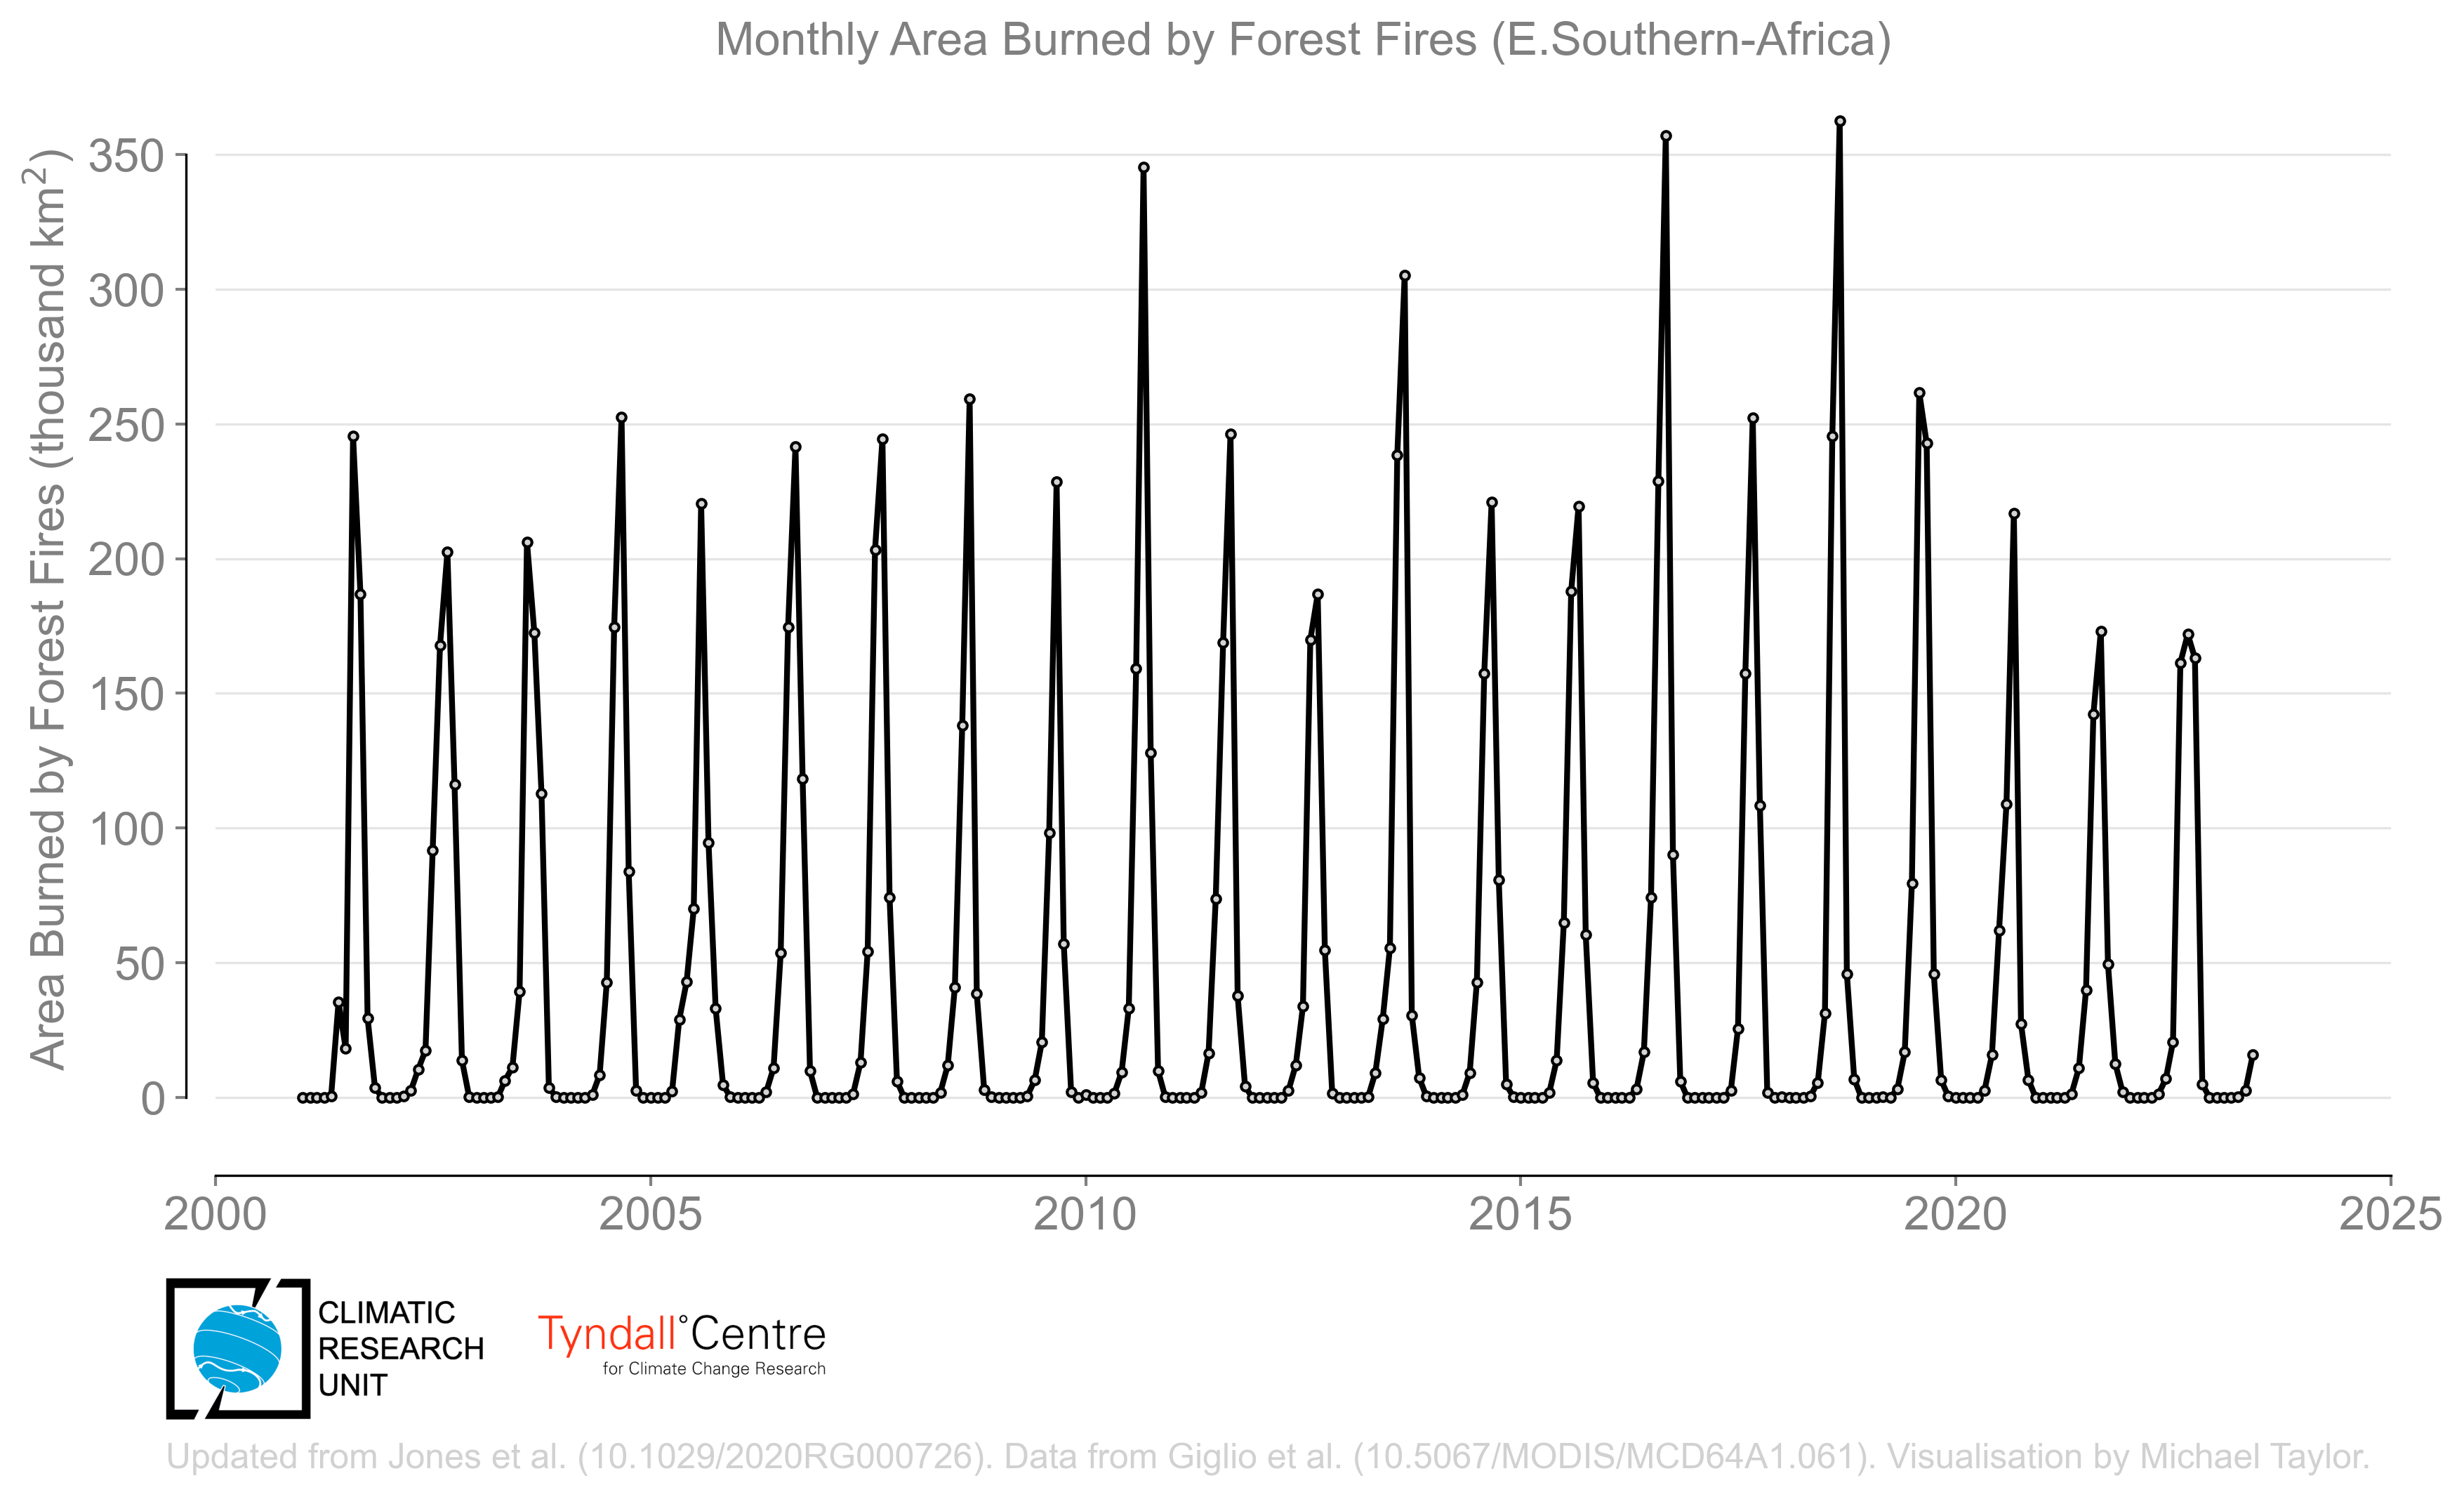 Monthly Area Burned by Forest Fires (E.Southern-Africa)
Area Burned by Forest Fires (thousand km²)
350
300
250
200
150
100
50
0
2000 2005 2010 2015 2020 2025
CLIMATIC
RESEARCH
UNIT
Tyndall°Centre
for Climate Change Research
Updated from Jones et al. (10.1029/2020RG000726). Data from Giglio et al. (10.5067/MODIS/MCD64A1.061). Visualisation by Michael Taylor.